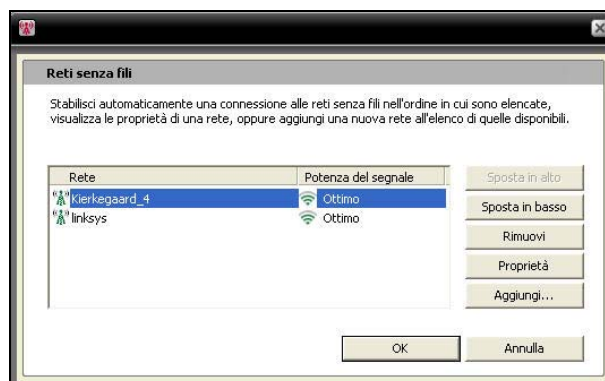 Reti senza fili
Stabilisci automaticamente una connessione alle reti senza fili nell'ordine in cui sono elencate,
visualizza le proprietà di una rete, oppure aggiungi una nuova rete all'elenco di quelle disponibili.
Rete Potenza del segnale
Kierkegaard_4 Ottimo
linksys Ottimo
Sposta in alto
Sposta in basso
Rimuovi
Proprietà
Aggiungi...
OK Annulla